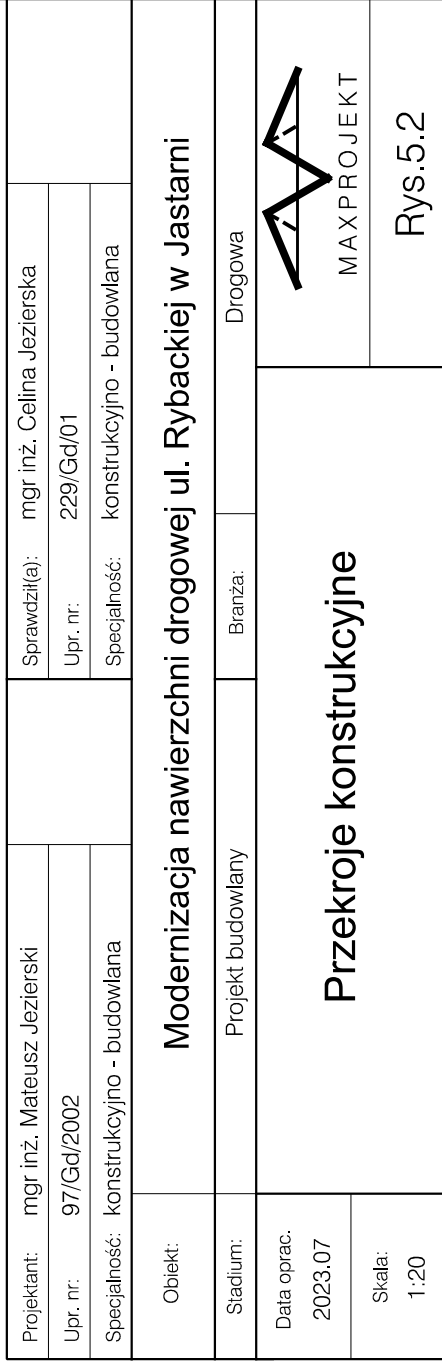 Projektant: mgr inż. Mateusz Jezierski Sprawdził(a): mgr inż. Celina Jezierska
Upr. nr: 97/Gd/2002 Upr. nr: 229/Gd/01
Specjalność: konstrukcyjno - budowlana Specjalność: konstrukcyjno - budowlana
Obiekt: Modernizacja nawierzchni drogowej ul. Rybackiej w Jastarni
Stadium: Projekt budowlany Branża: Drogowa
Data oprac.
2023.07
Skala:
1:20
Przekroje konstrukcyjne
MAXPROJEKT
Rys.5.2